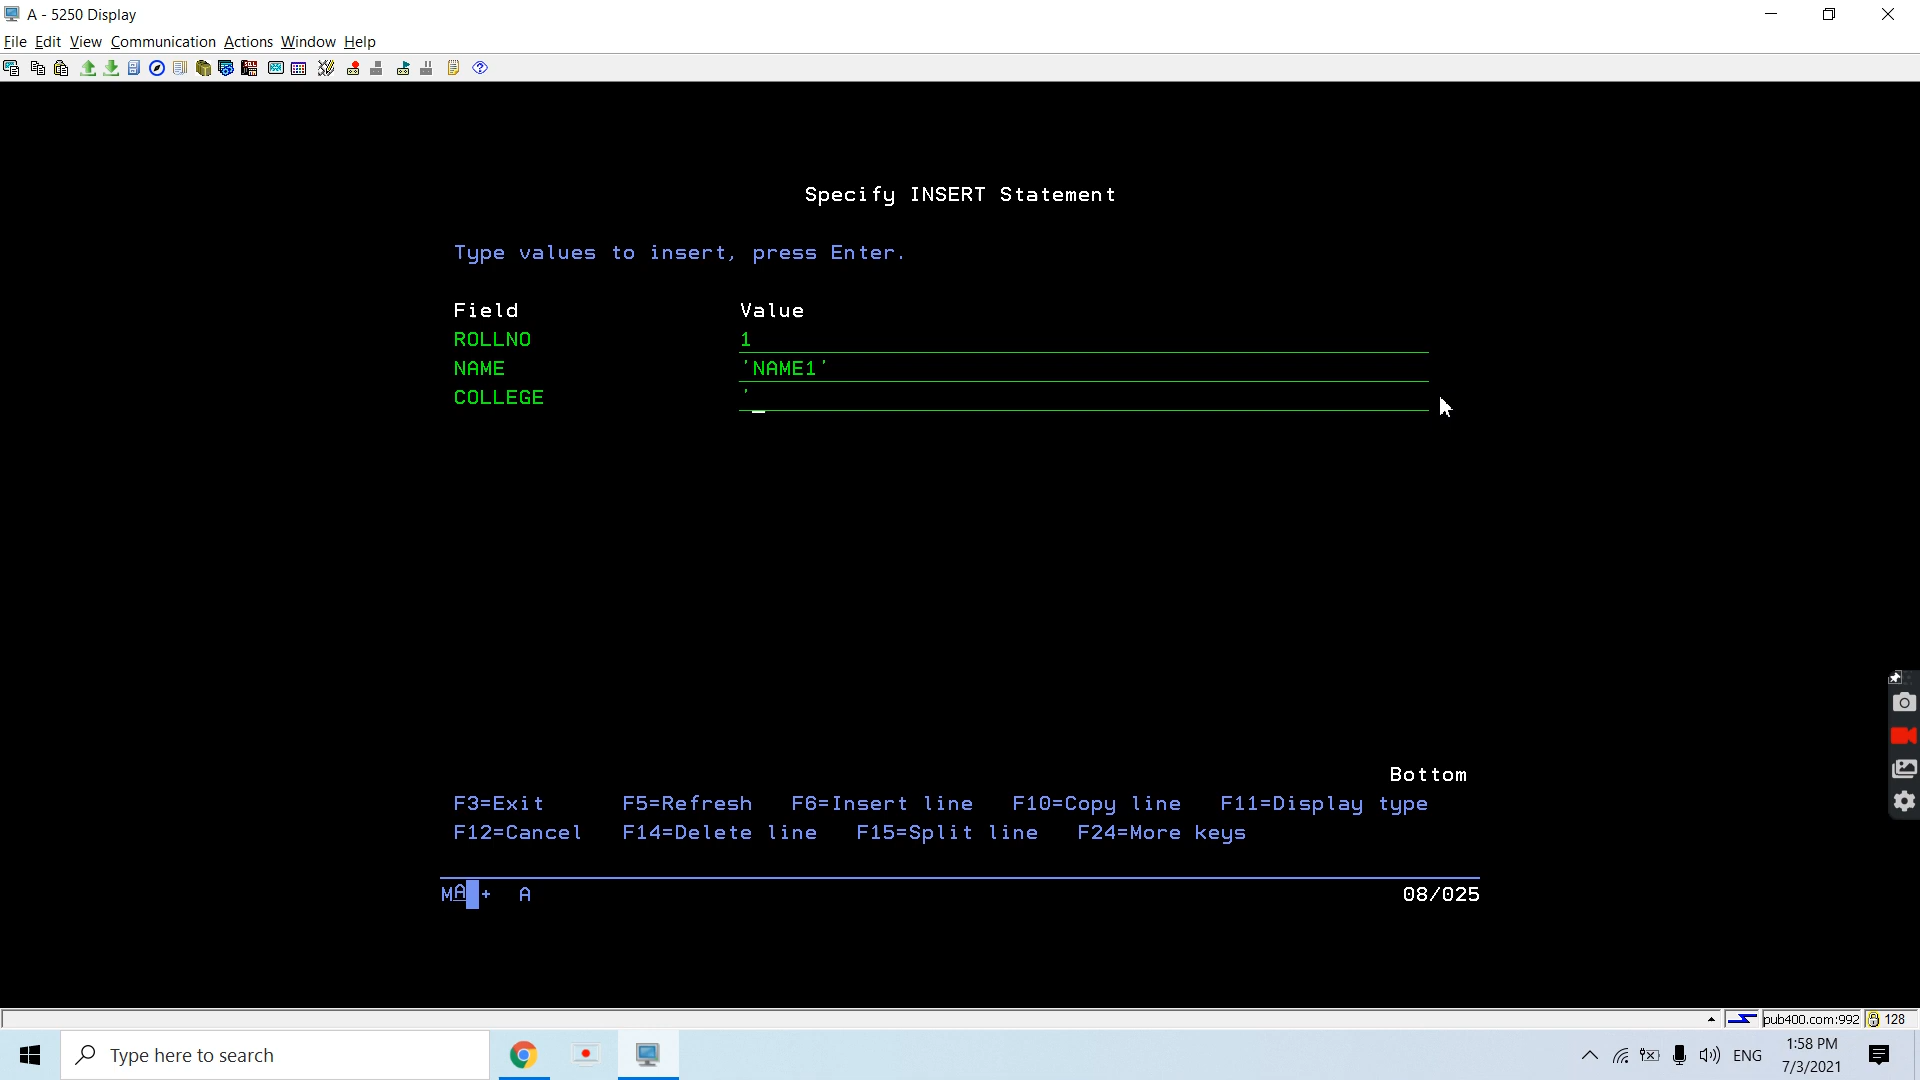 A - 5250 Display
File Edit View Communication Actions Window Help
Specify INSERT Statement
Type values to insert, press Enter.
Field Value
ROLLNO 1
NAME 'NAME1'
COLLEGE '
Bottom
F3=Exit F5=Refresh F6=Insert line F10=Copy line F11=Display type
F12=Cancel F14=Delete line F15=Split line F24=More keys
MA + A 08/025
pub400.com:992 128
Type here to search
ENG
1:58 PM
7/3/2021